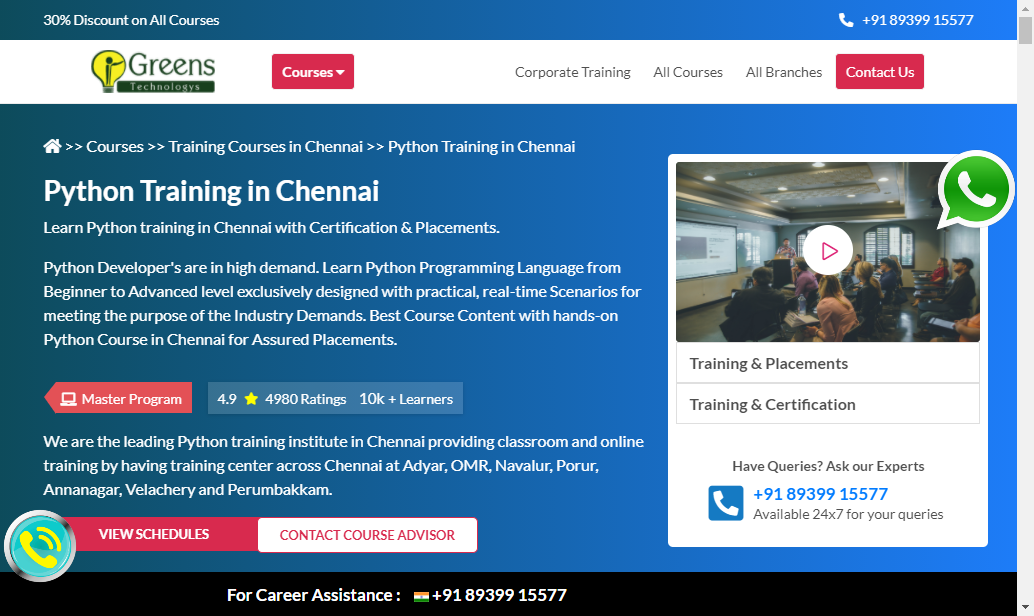 30% Discount on All Courses
+91 89399 15577
Greens
Technologys
Courses
Corporate Training
All Courses
All Branches
Contact Us
>> Courses >> Training Courses in Chennai >> Python Training in Chennai
Python Training in Chennai
Learn Python training in Chennai with Certification & Placements.
Python Developer's are in high demand. Learn Python Programming Language from
Beginner to Advanced level exclusively designed with practical, real-time Scenarios for
meeting the purpose of the Industry Demands. Best Course Content with hands-on
Python Course in Chennai for Assured Placements.
Master Program
4.9 4980 Ratings 10k + Learners
We are the leading Python training institute in Chennai providing classroom and online
training by having training center across Chennai at Adyar, OMR, Navalur, Porur,
Annanagar, Velachery and Perumbakkam.
VIEW SCHEDULES
CONTACT COURSE ADVISOR
Training & Placements
Training & Certification
Have Queries? Ask our Experts
+91 89399 15577
Available 24x7 for your queries
For Career Assistance : +91 89399 15577